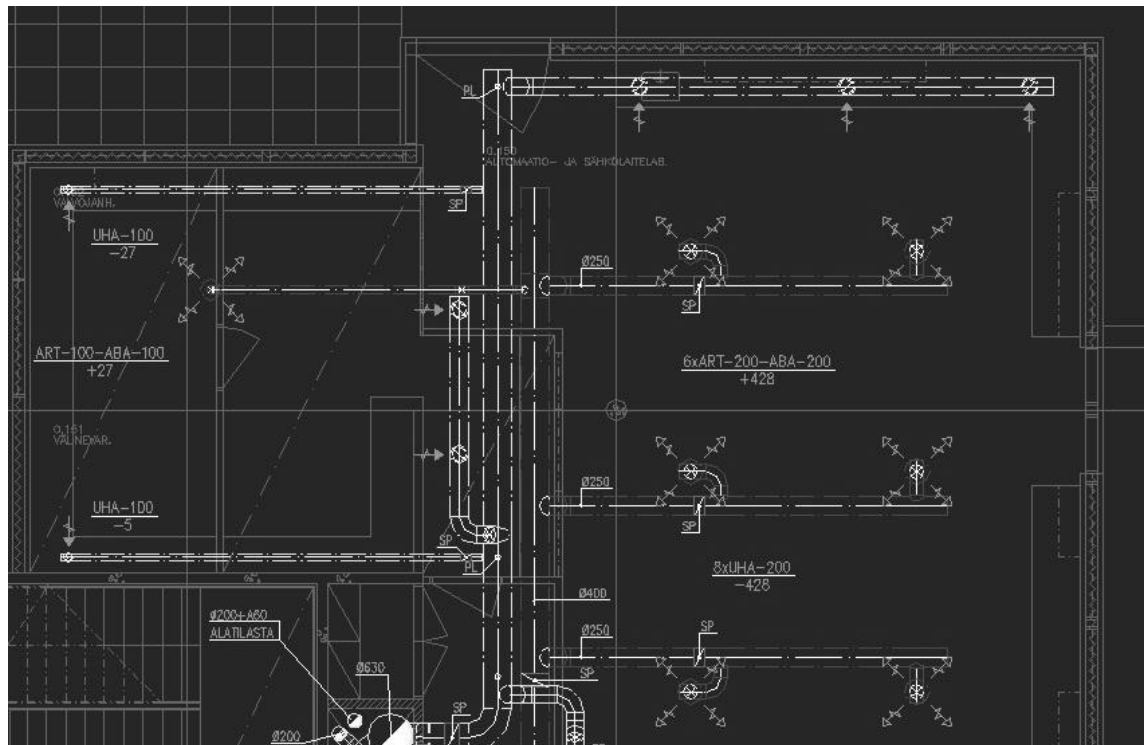 PL
0.150
AUTOMAATIO- JA SÄHKÖLAITELAB.
VALVOJANH.
SP
UHA-100
-27
Ø250
SP
ART-100-ABA-100
+27
6xART-200-ABA-200
+428
0.151
VÄLINEVAR.
Ø250
UHA-100
-5
SP
SP
PL
8xUHA-200
-428
Ø400
Ø200+A60
ALATILASTA
Ø250
SP
Ø630
SP
SP
Ø200